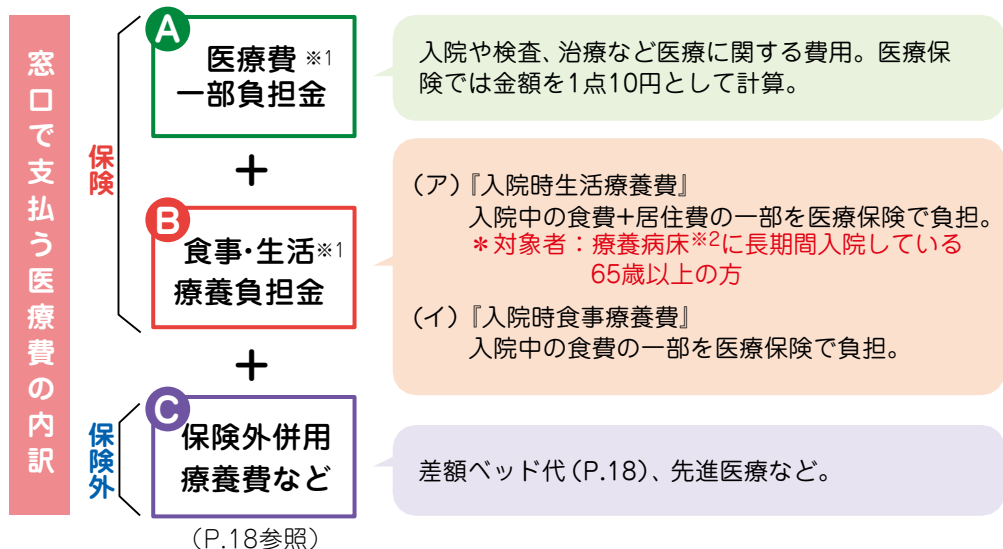 窓口で支払う医療費の内訳
保険
A
医療費※1
一部負担金
入院や検査、治療など医療に関する費用。医療保
険では金額を1点10円として計算。
+
B
食事・生活※1
療養負担金
(ア)『入院時生活療養費』
入院中の食費+居住費の一部を医療保険で負担。
*対象者:療養病床※2に長期間入院している
65歳以上の方
(イ)『入院時食事療養費』
入院中の食費の一部を医療保険で負担。
+
保険外
C
保険外併用
療養費など
差額ベッド代(P.18)、先進医療など。
(P.18参照)